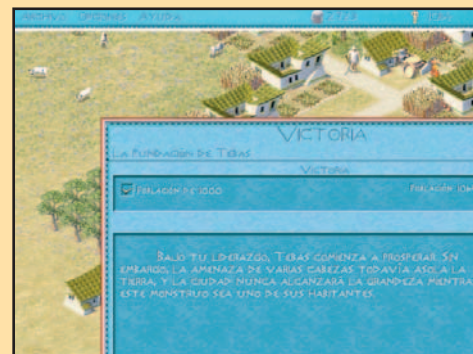 ARCHIVO OPCIONES AYUDA
VICTORIA
LA FUNDACIÓN DE TEBAS
VICTORIA
POBLACIÓN DE 1000
POBLACIÓN
BAJO TU LIDERAZGO, TEBAS COMIENZA A PROSPERAR. SIN
EMBARGO, LA AMENAZA DE VARIAS CABEZAS TODAVÍA ASOLA LA
TIERRA, Y LA CIUDAD NUNCA ALCANZARÁ LA GRANDEZA MIENTRA
ESTE MONSTRUO SEA UNO DE SUS HABITANTES.